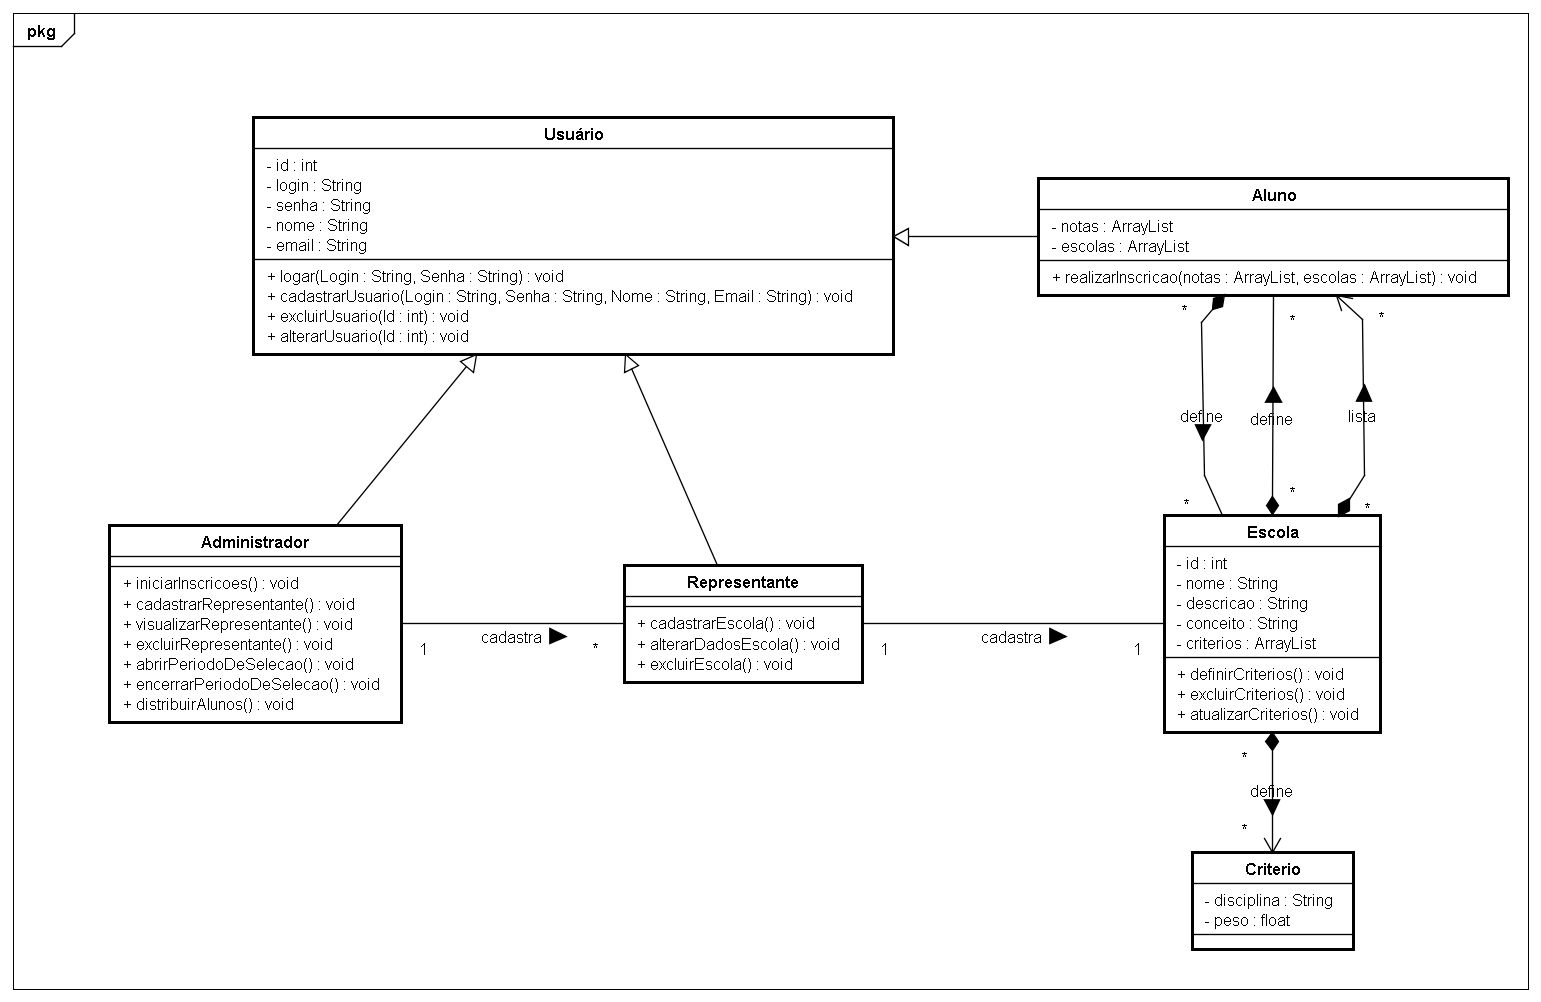 pkg
Usuário
- id : int
- login : String
- senha : String
- nome : String
- email : String
+ logar(Login : String, Senha : String) : void
+ cadastrarUsuario(Login : String, Senha : String, Nome : String, Email : String) : void
+ excluirUsuario(Id : int) : void
+ alterarUsuario(Id : int) : void
Aluno
- notas : ArrayList
- escolas : ArrayList
+ realizarInscricao(notas : ArrayList, escolas : ArrayList) : void
*
*
*
define
define
lista
*
*
*
Administrador
+ iniciarInscricoes() : void
+ cadastrarRepresentante() : void
+ visualizarRepresentante() : void
+ excluirRepresentante() : void
+ abrirPeriodoDeSelecao() : void
+ encerrarPeriodoDeSelecao() : void
+ distribuirAlunos() : void
1
cadastra
*
Representante
+ cadastrarEscola() : void
+ alterarDadosEscola() : void
+ excluirEscola() : void
1
cadastra
1
Escola
- id : int
- nome : String
- descricao : String
- conceito : String
- criterios : ArrayList
+ definirCriterios() : void
+ excluirCriterios() : void
+ atualizarCriterios() : void
*
define
*
Criterio
- disciplina : String
- peso : float